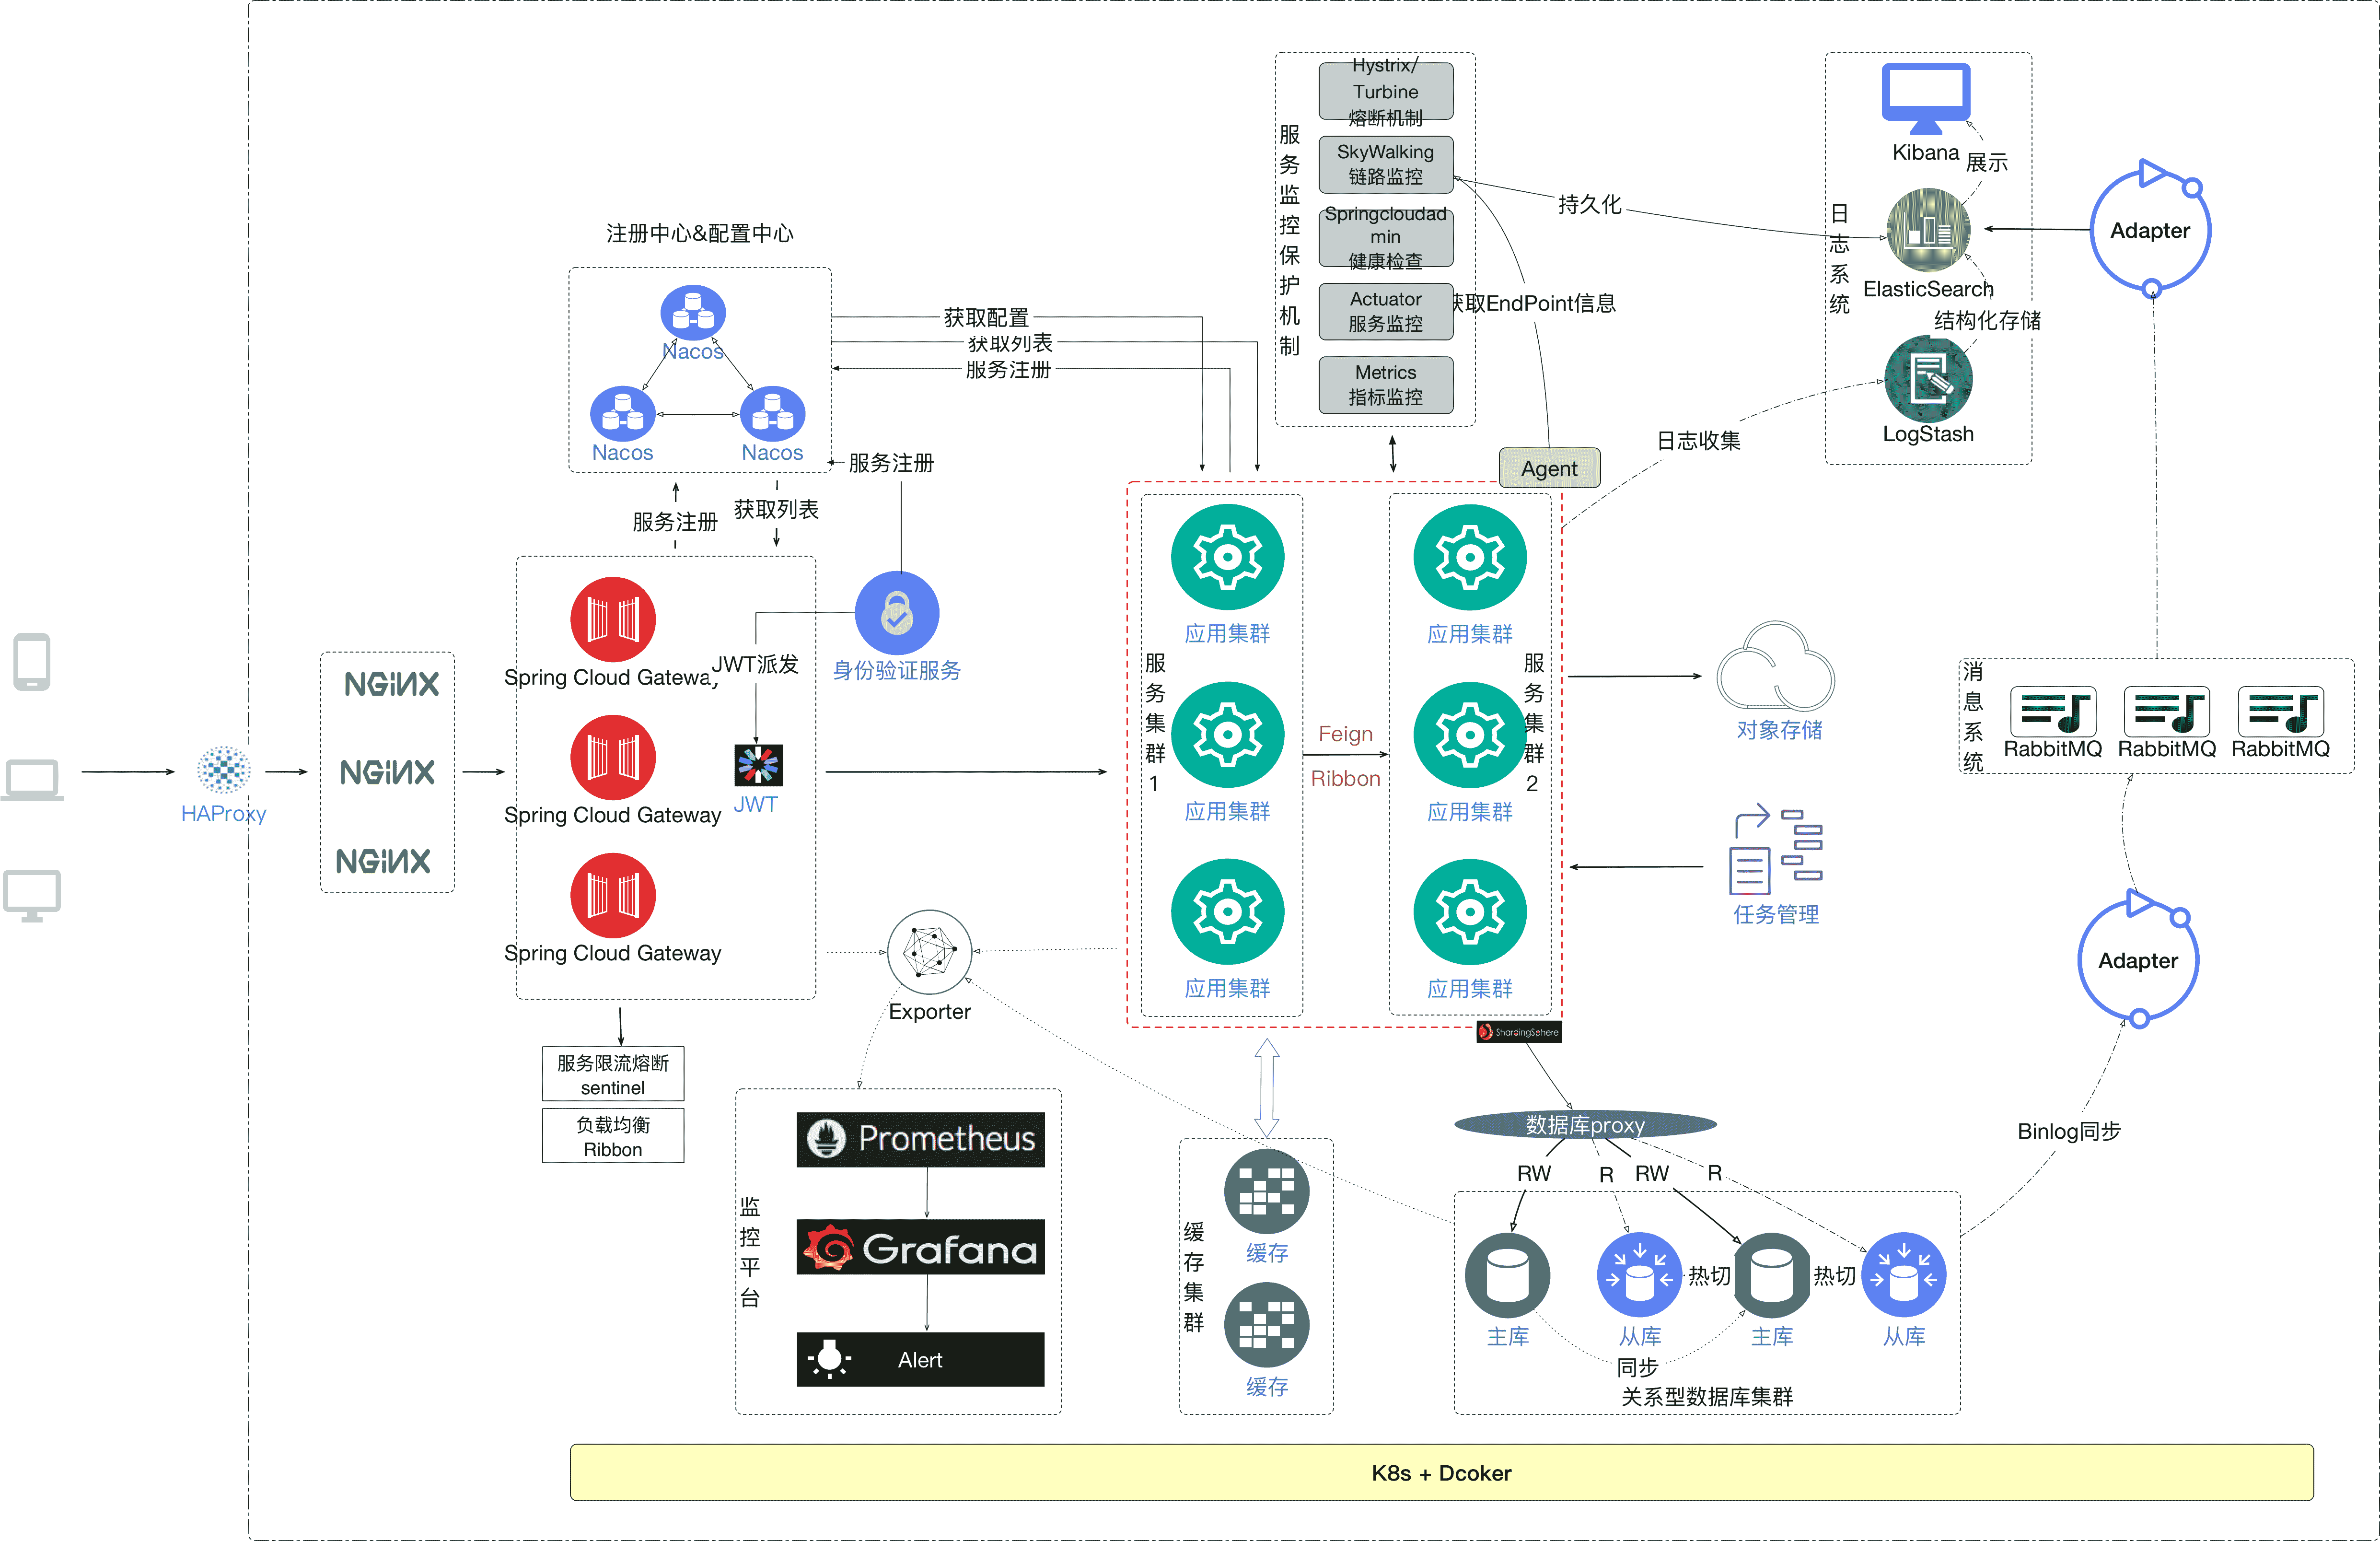 Hystrix/
Turbine
熔断机制
SkyWalking
链路监控
Springcloudad
min
健康检查
Actuator
服务监控
Metrics
指标监控
服务监控保护机制
Kibana
展示
ElasticSearch
结构化存储
LogStash
日志系统
Adapter
持久化
获取EndPoint信息
日志收集
Agent
注册中心&配置中心
Nacos
Nacos
Nacos
获取配置
获取列表
服务注册
服务注册
服务注册
获取列表
HAProxy
NGiNX
NGiNX
NGiNX
Spring Cloud Gateway
Spring Cloud Gateway
Spring Cloud Gateway
JWT派发
JWT
身份验证服务
服务限流熔断
sentinel
负载均衡
Ribbon
Exporter
服务集群1
应用集群
应用集群
应用集群
Feign
Ribbon
服务集群2
应用集群
应用集群
应用集群
ShardingSphere
对象存储
任务管理
消息系统
RabbitMQ
RabbitMQ
RabbitMQ
Adapter
Binlog同步
监控平台
Prometheus
Grafana
Alert
缓存集群
缓存
缓存
数据库proxy
RW
R
RW
R
主库
从库
热切
主库
热切
从库
同步
关系型数据库集群
K8s + Dcoker